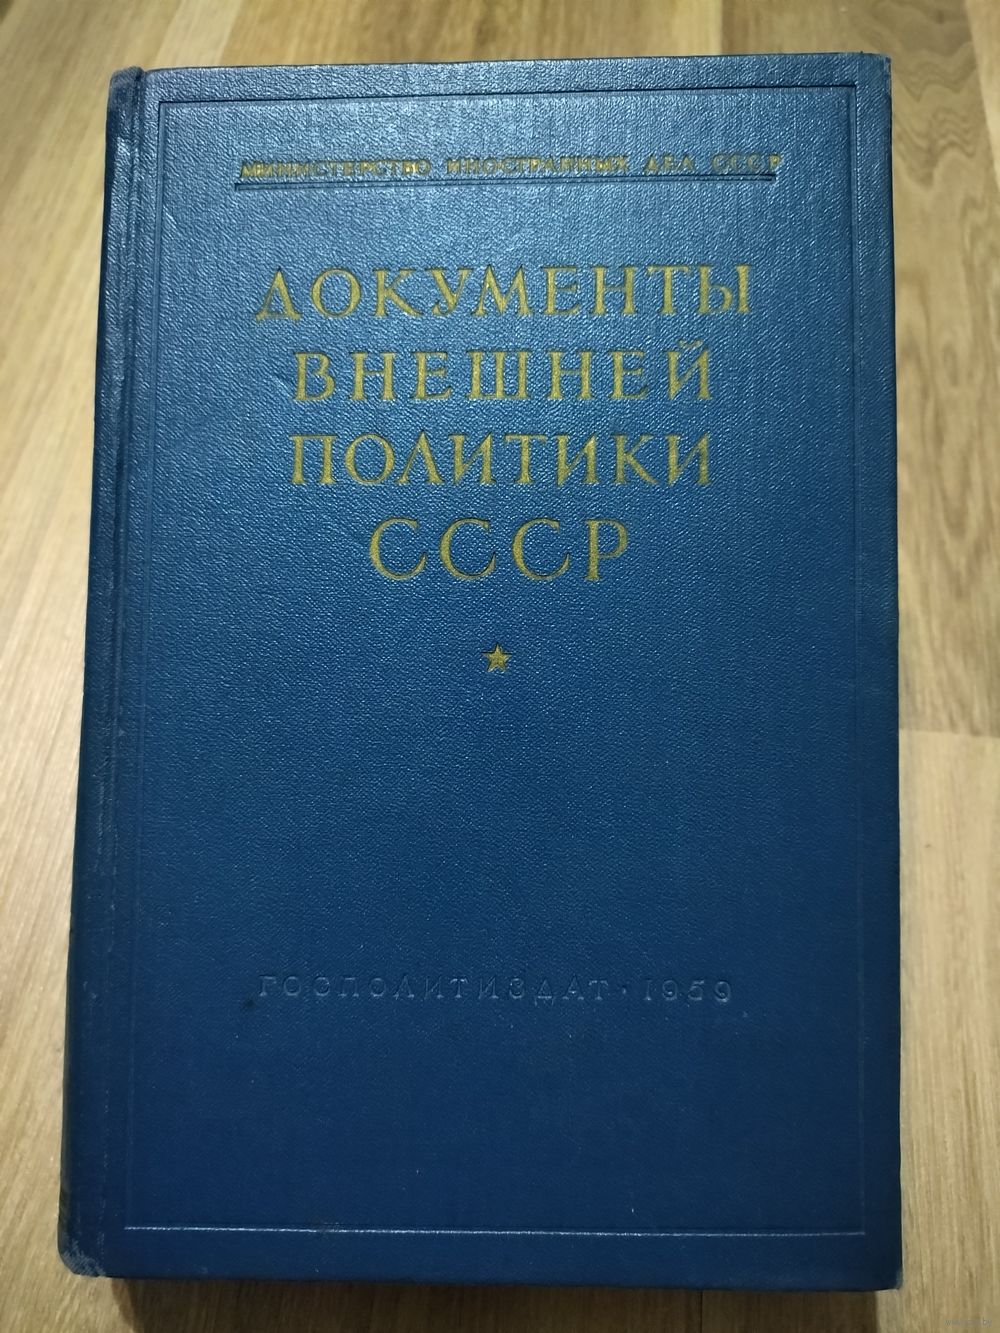 МИНИСТЕРСТВО ИНОСТРАННЫХ ДЕЛ СССР
ДОКУМЕНТЫ
ВНЕШНЕЙ
ПОЛИТИКИ
СССР
ГОСПОЛИТИЗДАТ · 1959